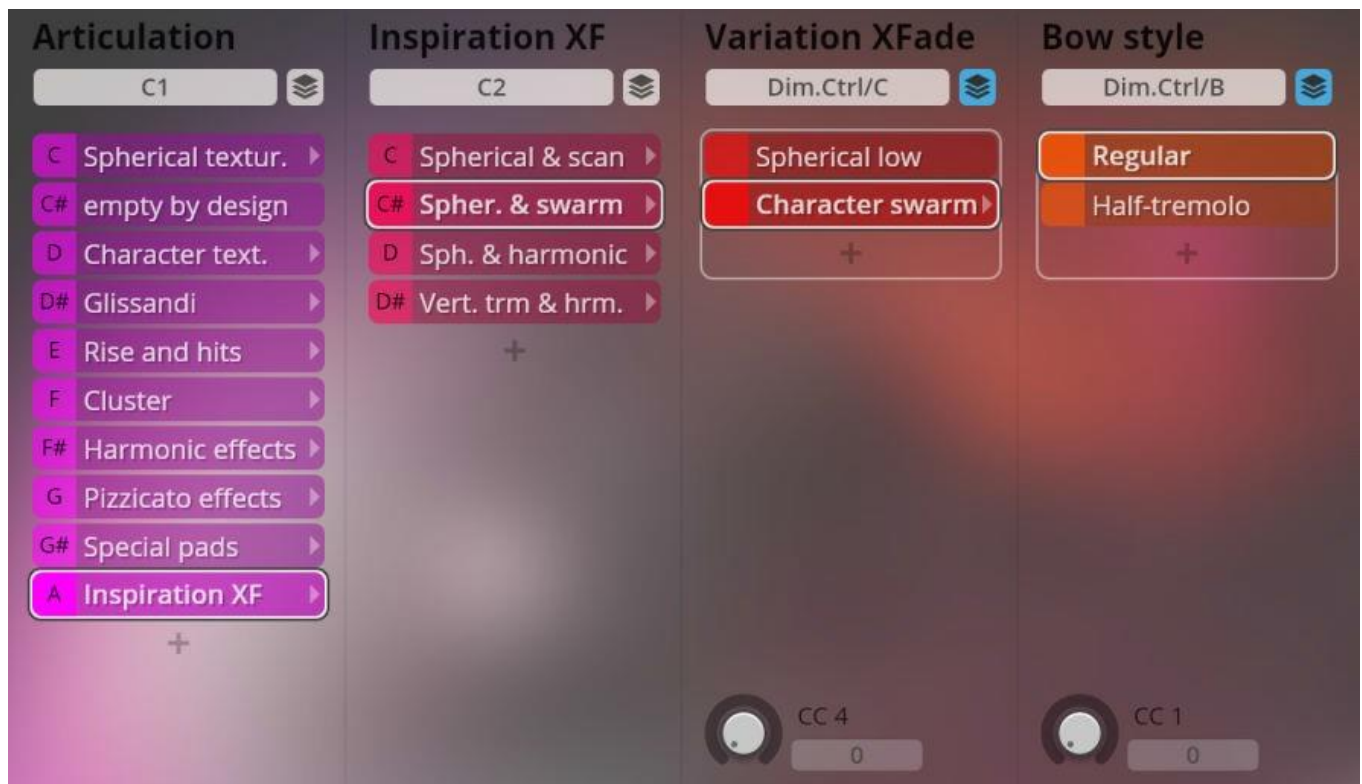 Articulation
C1
C Spherical textur.
C# empty by design
D Character text.
D# Glissandi
E Rise and hits
F Cluster
F# Harmonic effects
G Pizzicato effects
G# Special pads
A Inspiration XF
+
Inspiration XF
C2
C Spherical & scan
C# Spher. & swarm
D Sph. & harmonic
D# Vert. trm & hrm.
+
Variation XFade
Dim.Ctrl/C
Spherical low
Character swarm
+
CC 4
0
Bow style
Dim.Ctrl/B
Regular
Half-tremolo
+
CC 1
0